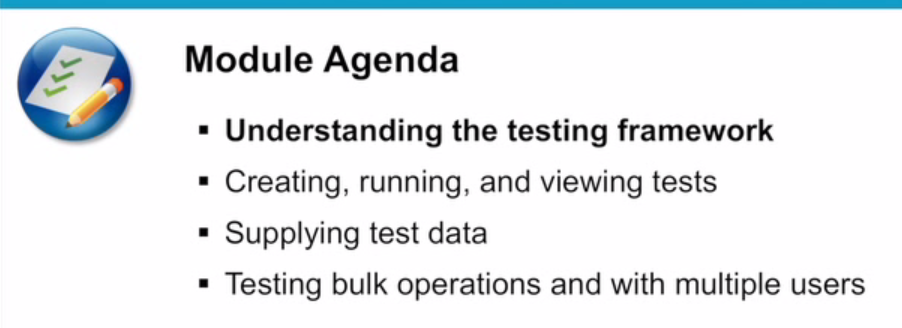 Module Agenda
▪ Understanding the testing framework
▪ Creating, running, and viewing tests
▪ Supplying test data
▪ Testing bulk operations and with multiple users